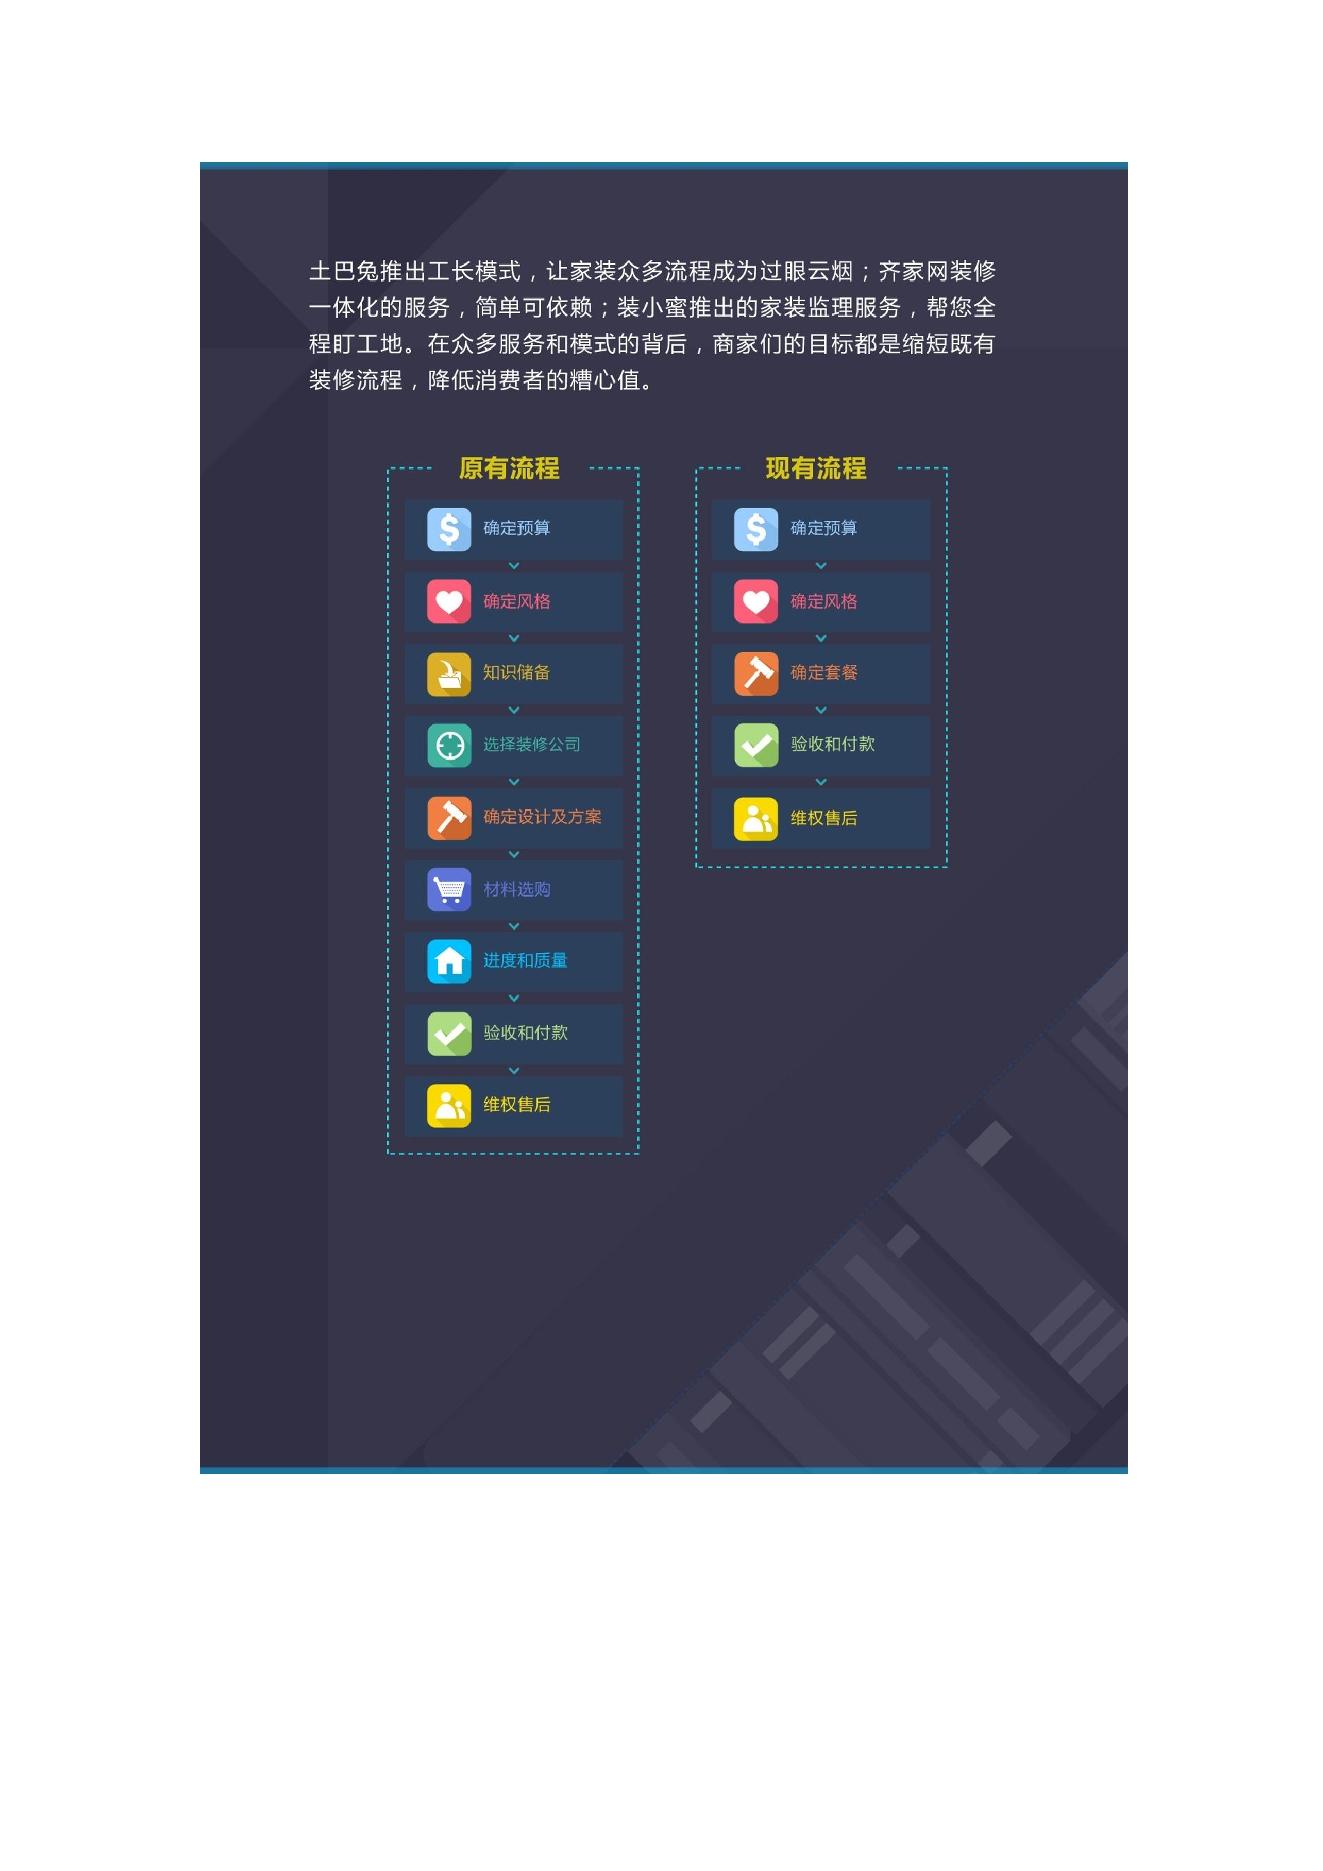 土巴兔推出工长模式，让家装众多流程成为过眼云烟；齐家网装修
一体化的服务，简单可依赖；装小蜜推出的家装监理服务，帮您全
程盯工地。在众多服务和模式的背后，商家们的目标都是缩短既有
装修流程，降低消费者的糟心值。
原有流程
确定预算
确定风格
知识储备
选择装修公司
确定设计及方案
材料选购
进度和质量
验收和付款
维权售后
现有流程
确定预算
确定风格
确定套餐
验收和付款
维权售后